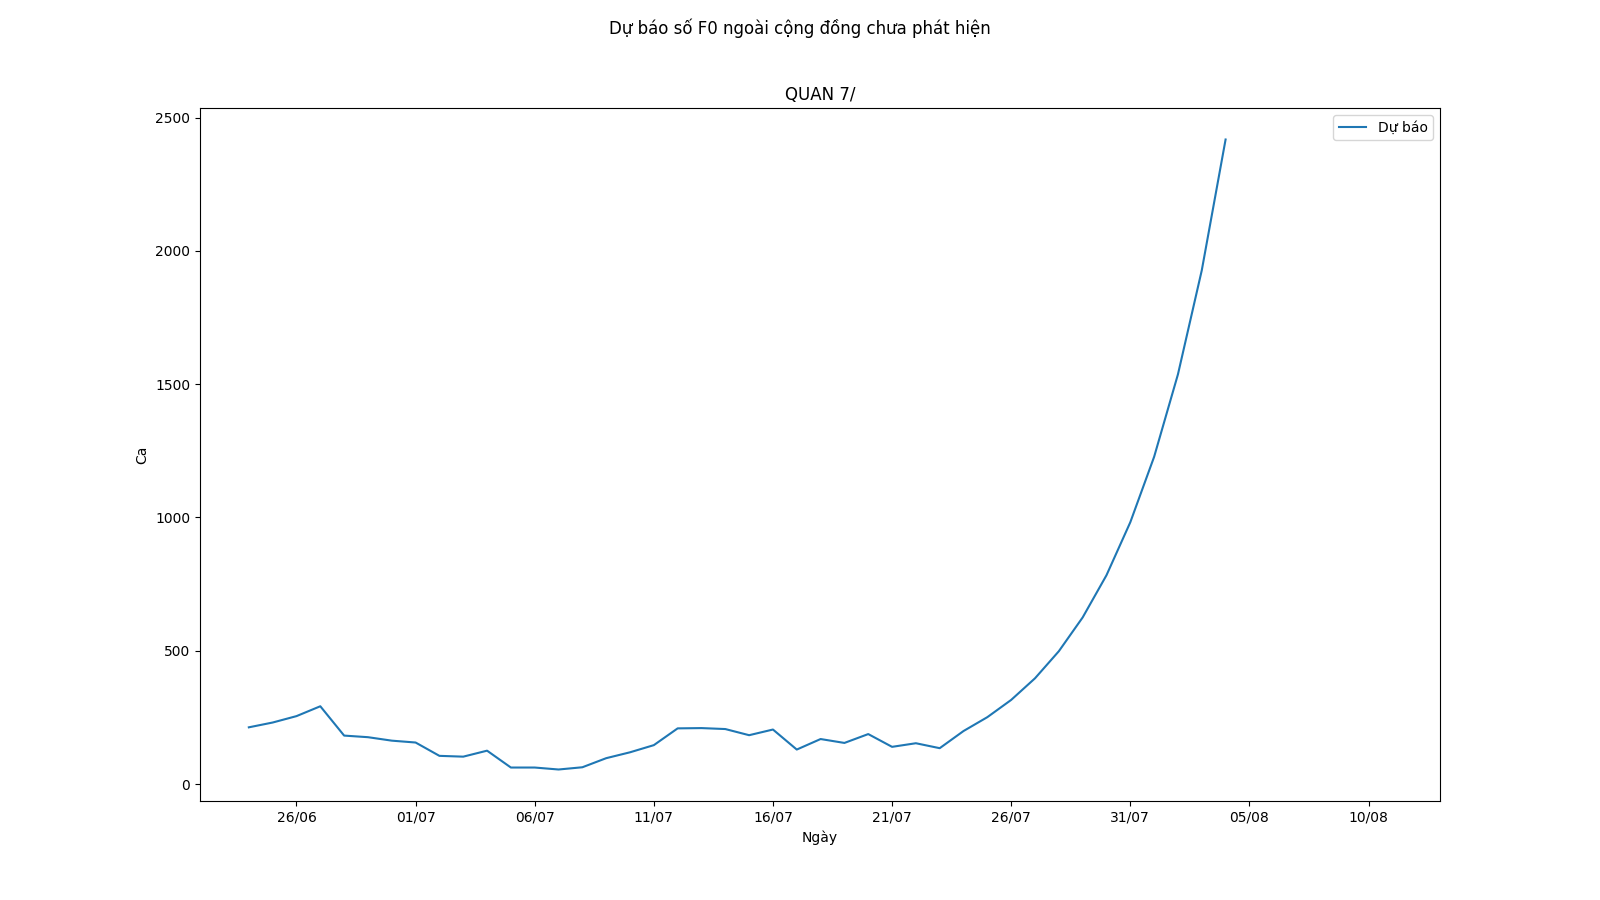 Dự báo số F0 ngoài cộng đồng chưa phát hiện
QUAN 7/
Dự báo
2500
2000
1500
1000
500
0
Ca
26/06 01/07 06/07 11/07 16/07 21/07 26/07 31/07 05/08 10/08
Ngày